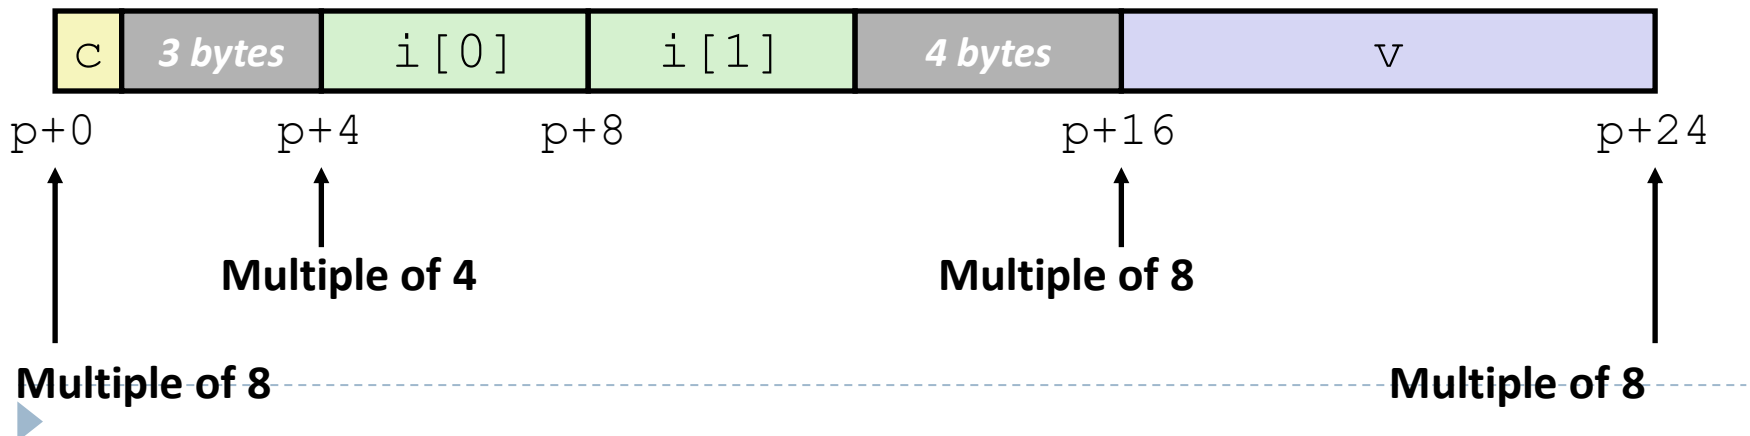 c 3 bytes i[0] i[1] 4 bytes v
p+0 p+4 p+8 p+16 p+24
Multiple of 4 Multiple of 8
Multiple of 8 Multiple of 8